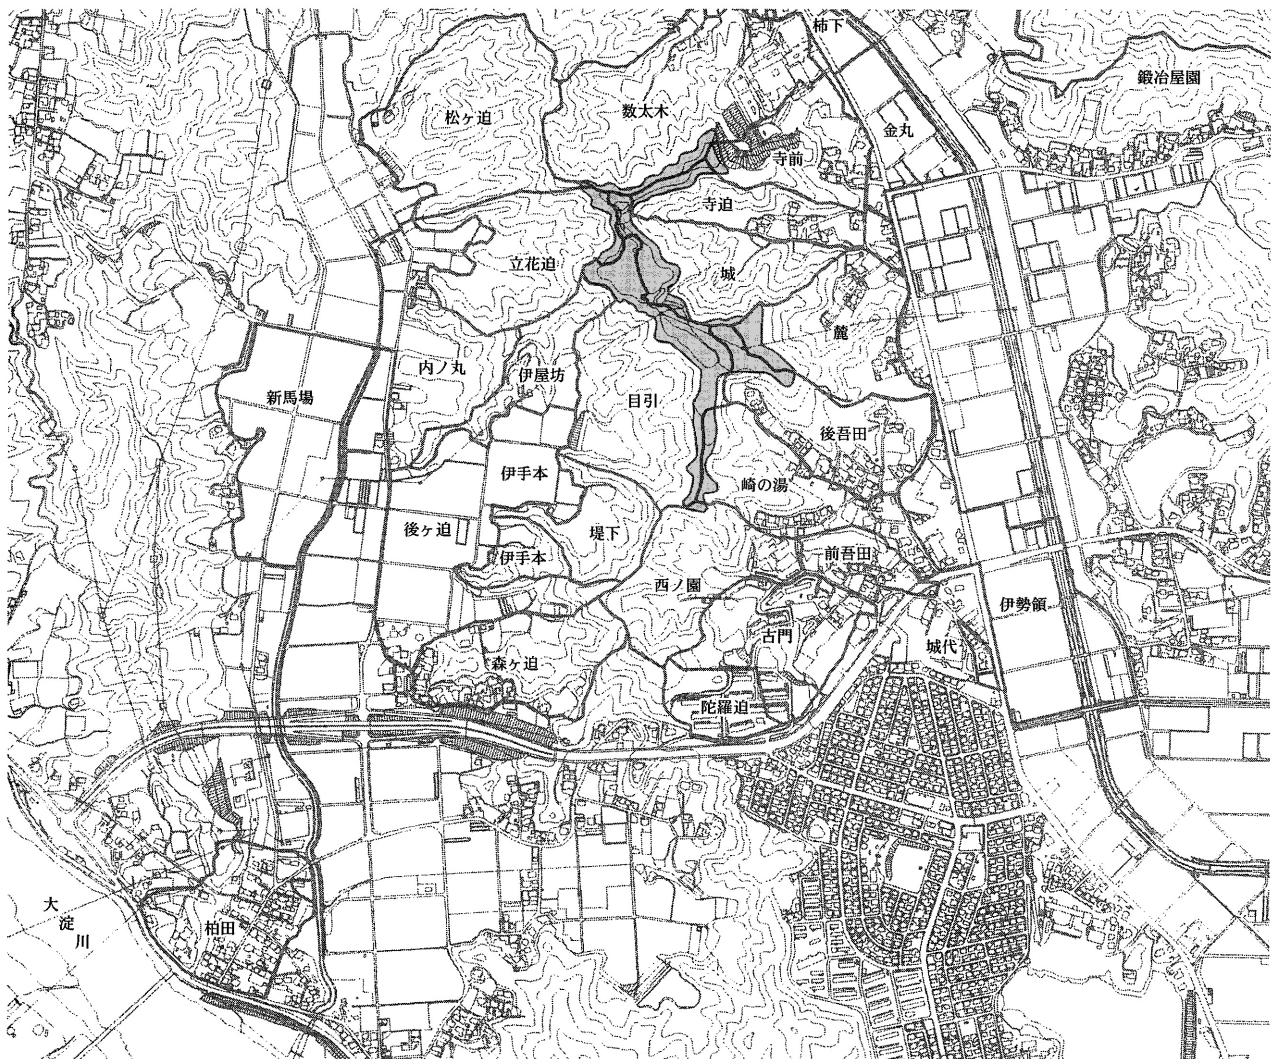 柿下
鍛冶屋園
松ヶ迫
数太木
金丸
寺前
寺迫
立花迫
城
麓
内ノ丸
伊屋坊
新馬場
目引
後吾田
伊手本
崎の湯
後ヶ迫
堤下
伊手本
前吾田
西ノ園
伊勢領
古門
城代
森ヶ迫
陀羅迫
大淀川
柏田